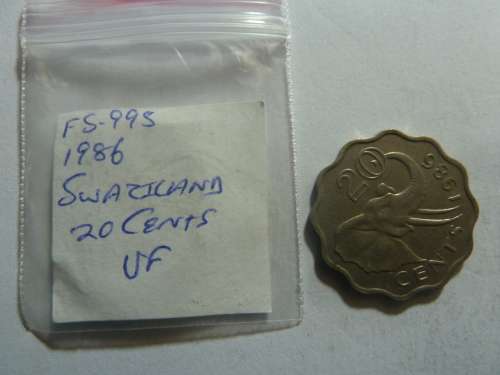 FS-995
1986
SWAZILAND
20 CENTS
VF
20
CENTS
1986